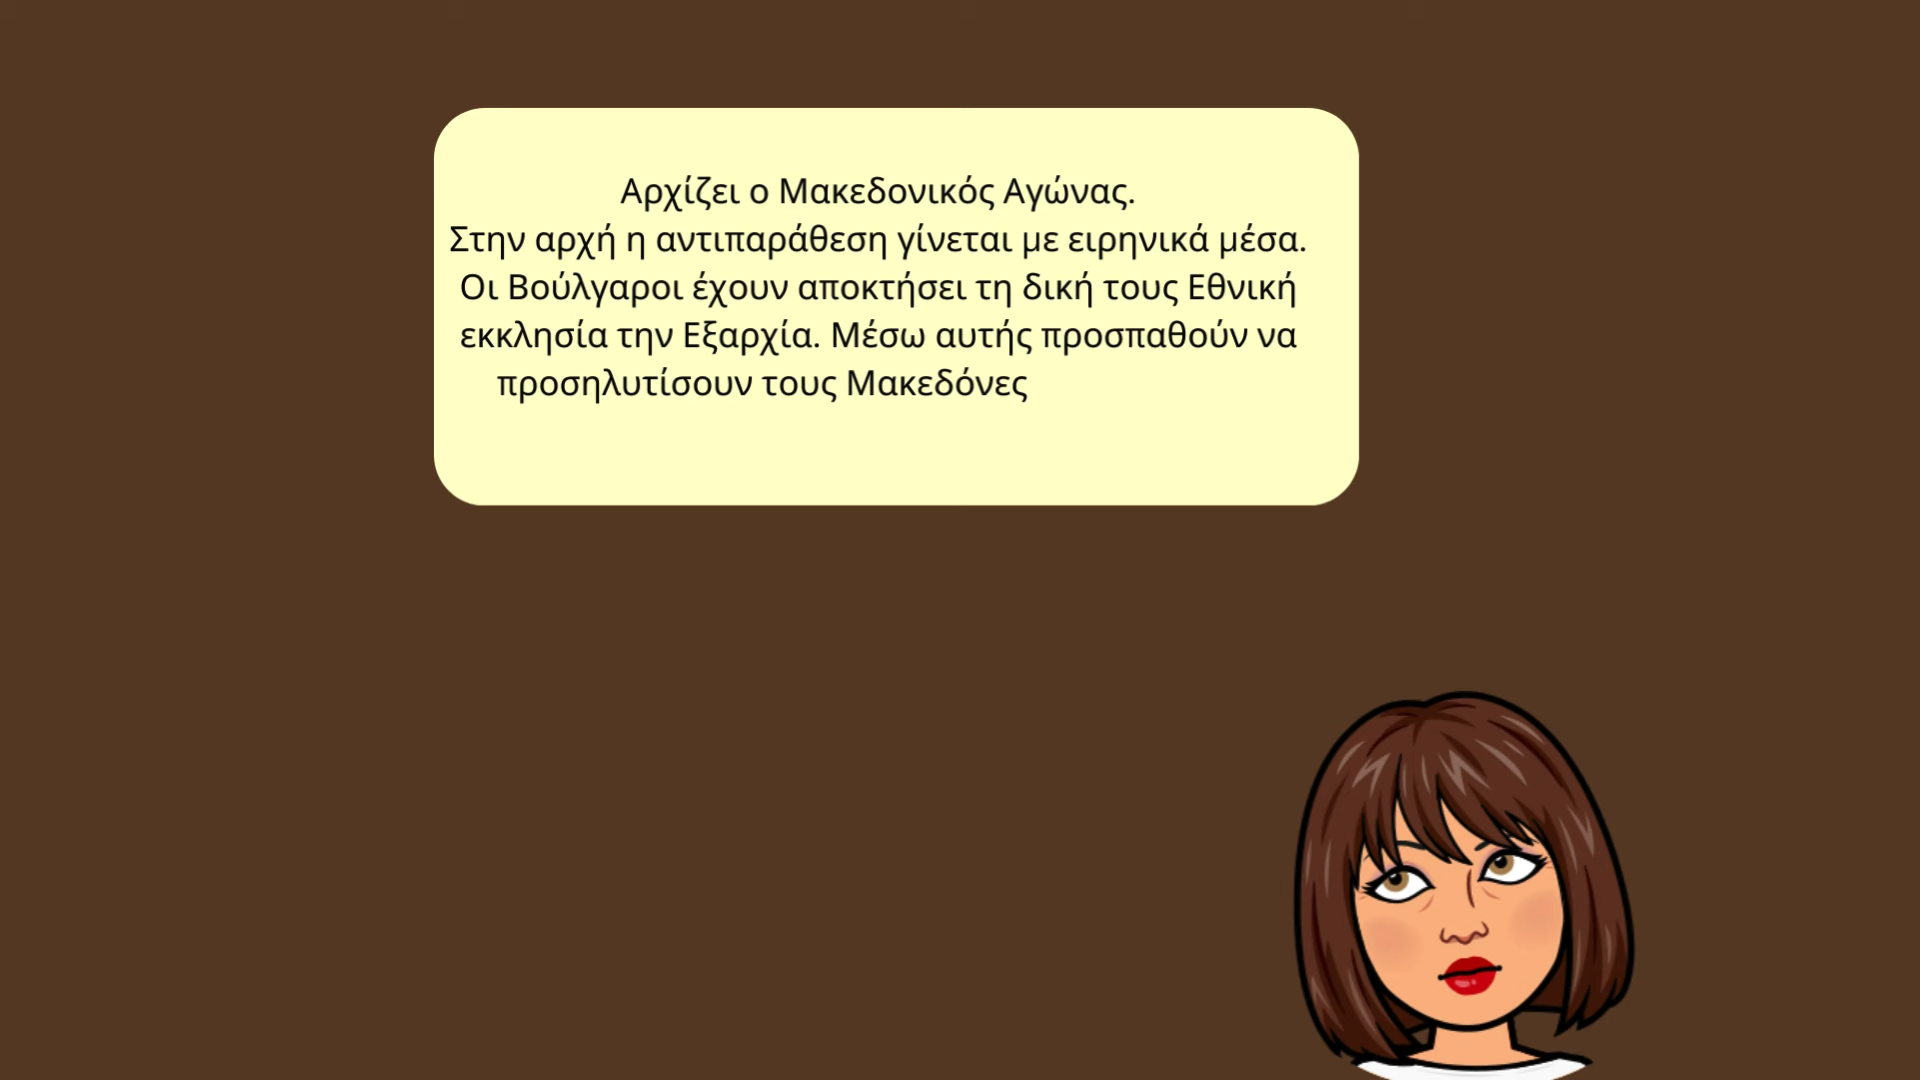 Αρχίζει ο Μακεδονικός Αγώνας.
Στην αρχή η αντιπαράθεση γίνεται με ειρηνικά μέσα.
Οι Βούλγαροι έχουν αποκτήσει τη δική τους Εθνική
εκκλησία την Εξαρχία. Μέσω αυτής προσπαθούν να
προσηλυτίσουν τους Μακεδόνες